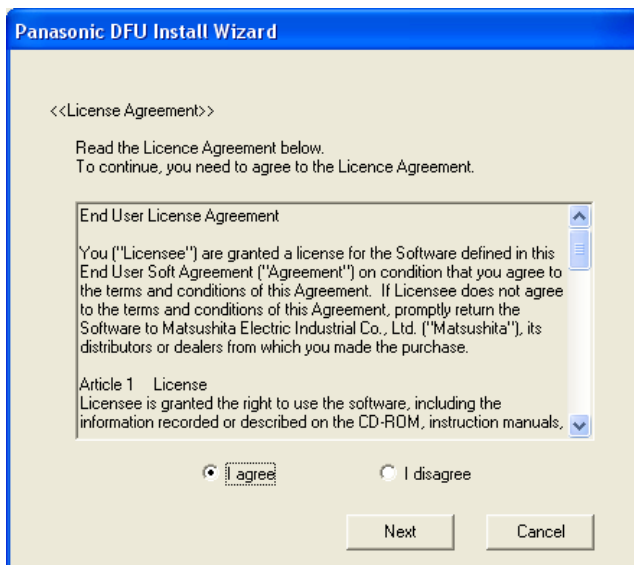 Panasonic DFU Install Wizard
<<License Agreement>>
Read the Licence Agreement below.
To continue, you need to agree to the Licence Agreement.
End User License Agreement
You ("Licensee") are granted a license for the Software defined in this
End User Soft Agreement ("Agreement") on condition that you agree to
the terms and conditions of this Agreement.  If Licensee does not agree
to the terms and conditions of this Agreement, promptly return the
Software to Matsushita Electric Industrial Co., Ltd. ("Matsushita"), its
distributors or dealers from which you made the purchase.
Article 1    License
Licensee is granted the right to use the software, including the
information recorded or described on the CD-ROM, instruction manuals,
I agree    I disagree
Next    Cancel